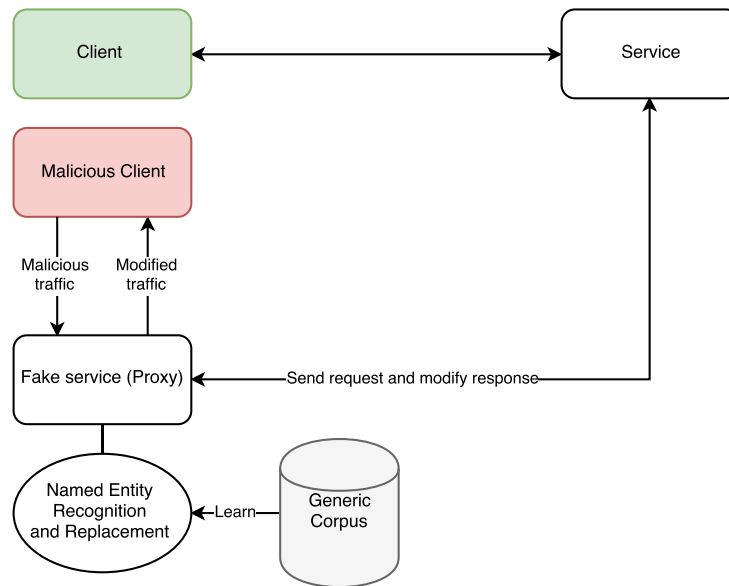 Client
Service
Malicious Client
Malicious
traffic
Modified
traffic
Fake service (Proxy)
Send request and modify response
Named Entity
Recognition
and Replacement
Learn
Generic
Corpus